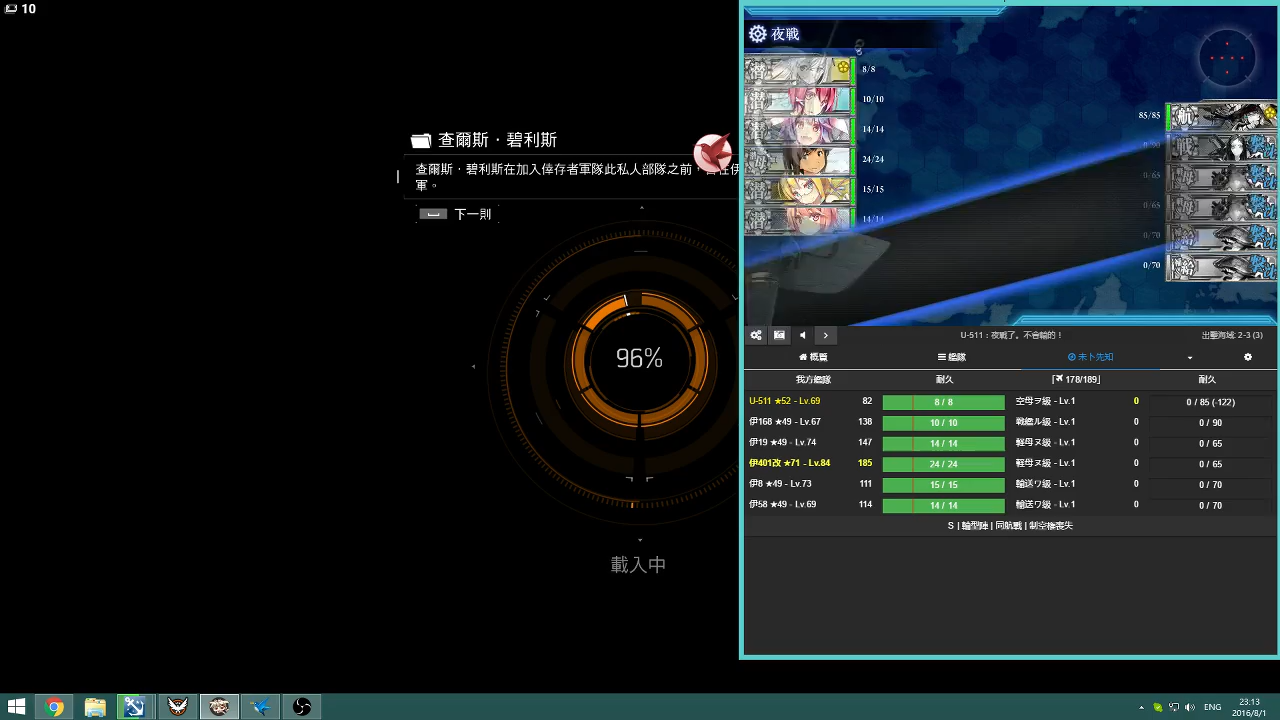 10
查爾斯·碧利斯
查爾斯·碧利斯在加入倖存者軍隊此私人部隊之前,
軍。
下一則
96%
載入中
夜戰
8/8
10/10
14/14
24/24
15/15
14/14
85/85
0/90
0/65
0/65
0/70
0/70
U-511:夜戰了。不會輸的!
出擊海域: 2-3 (3)
概覽
艦隊
未卜先知
我方艦隊 耐久 [178/189] 耐久
U-511 ★52 - Lv.69 82 8 / 8 空母ヲ級 - Lv.1 0 0 / 85 (-122)
伊168 ★49 - Lv.67 138 10 / 10 戦艦ル級 - Lv.1 0 0 / 90
伊19 ★49 - Lv.74 147 14 / 14 軽母ヌ級 - Lv.1 0 0 / 65
伊401改 ★71 - Lv.84 185 24 / 24 軽母ヌ級 - Lv.1 0 0 / 65
伊8 ★49 - Lv.73 111 15 / 15 輸送ワ級 - Lv.1 0 0 / 70
伊58 ★49 - Lv.69 114 14 / 14 輸送ワ級 - Lv.1 0 0 / 70
S | 輪型陣 | 同航戰 | 制空權喪失
ENG
23:13
2016/8/1